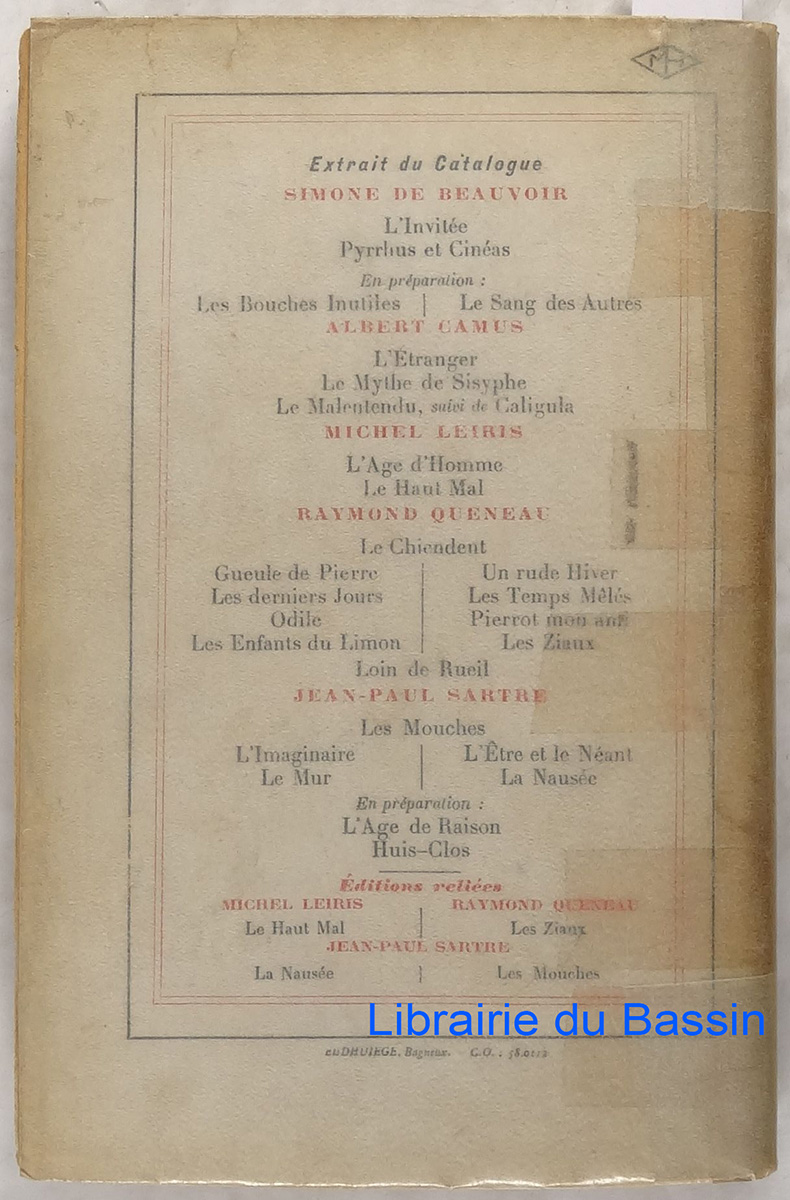 MH
Extrait du Catalogue
SIMONE DE BEAUVOIR
L'Invitée
Pyrrhus et Cinéas
En préparation :
Les Bouches Inutiles | Le Sang des Autres
ALBERT CAMUS
L'Étranger
Le Mythe de Sisyphe
Le Malentendu, suivi de Caligula
MICHEL LEIRIS
L'Age d'Homme
Le Haut Mal
RAYMOND QUENEAU
Le Chiendent
Gueule de Pierre | Un rude Hiver
Les derniers Jours | Les Temps Mêlés
Odile | Pierrot mon ami
Les Enfants du Limon | Les Ziaux
Loin de Rueil
JEAN-PAUL SARTRE
Les Mouches
L'Imaginaire | L'Être et le Néant
Le Mur | La Nausée
En préparation :
L'Age de Raison
Huis-Clos
Éditions reliées
MICHEL LEIRIS RAYMOND QUENEAU
Le Haut Mal | Les Ziaux
JEAN-PAUL SARTRE
La Nausée | Les Mouches
Librairie du Bassin
Bagneux. C.O. :